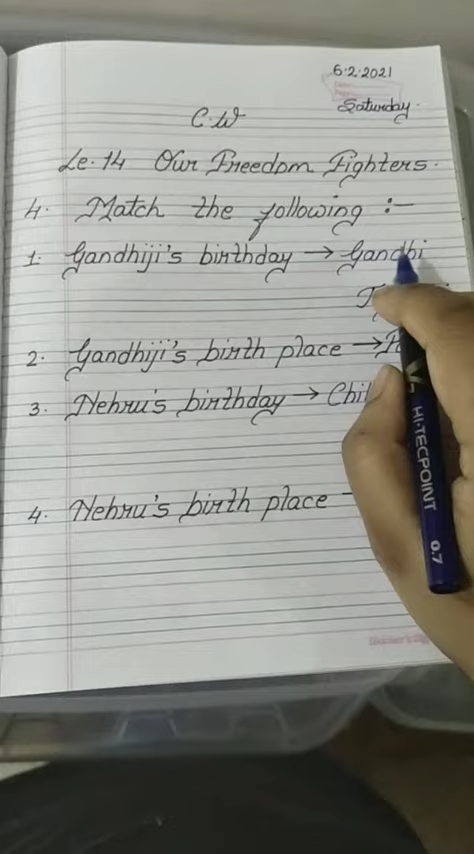 6.2.2021
Saturday.
C.W
Le.14 Our Freedom Fighters.
4. Match the following :-
1. Gandhiji's birthday → Gandhi
2. Gandhiji's birth place →
3. Nehru's birthday →
4. Nehru's birth place
V
HI-TECPOINT 0.7